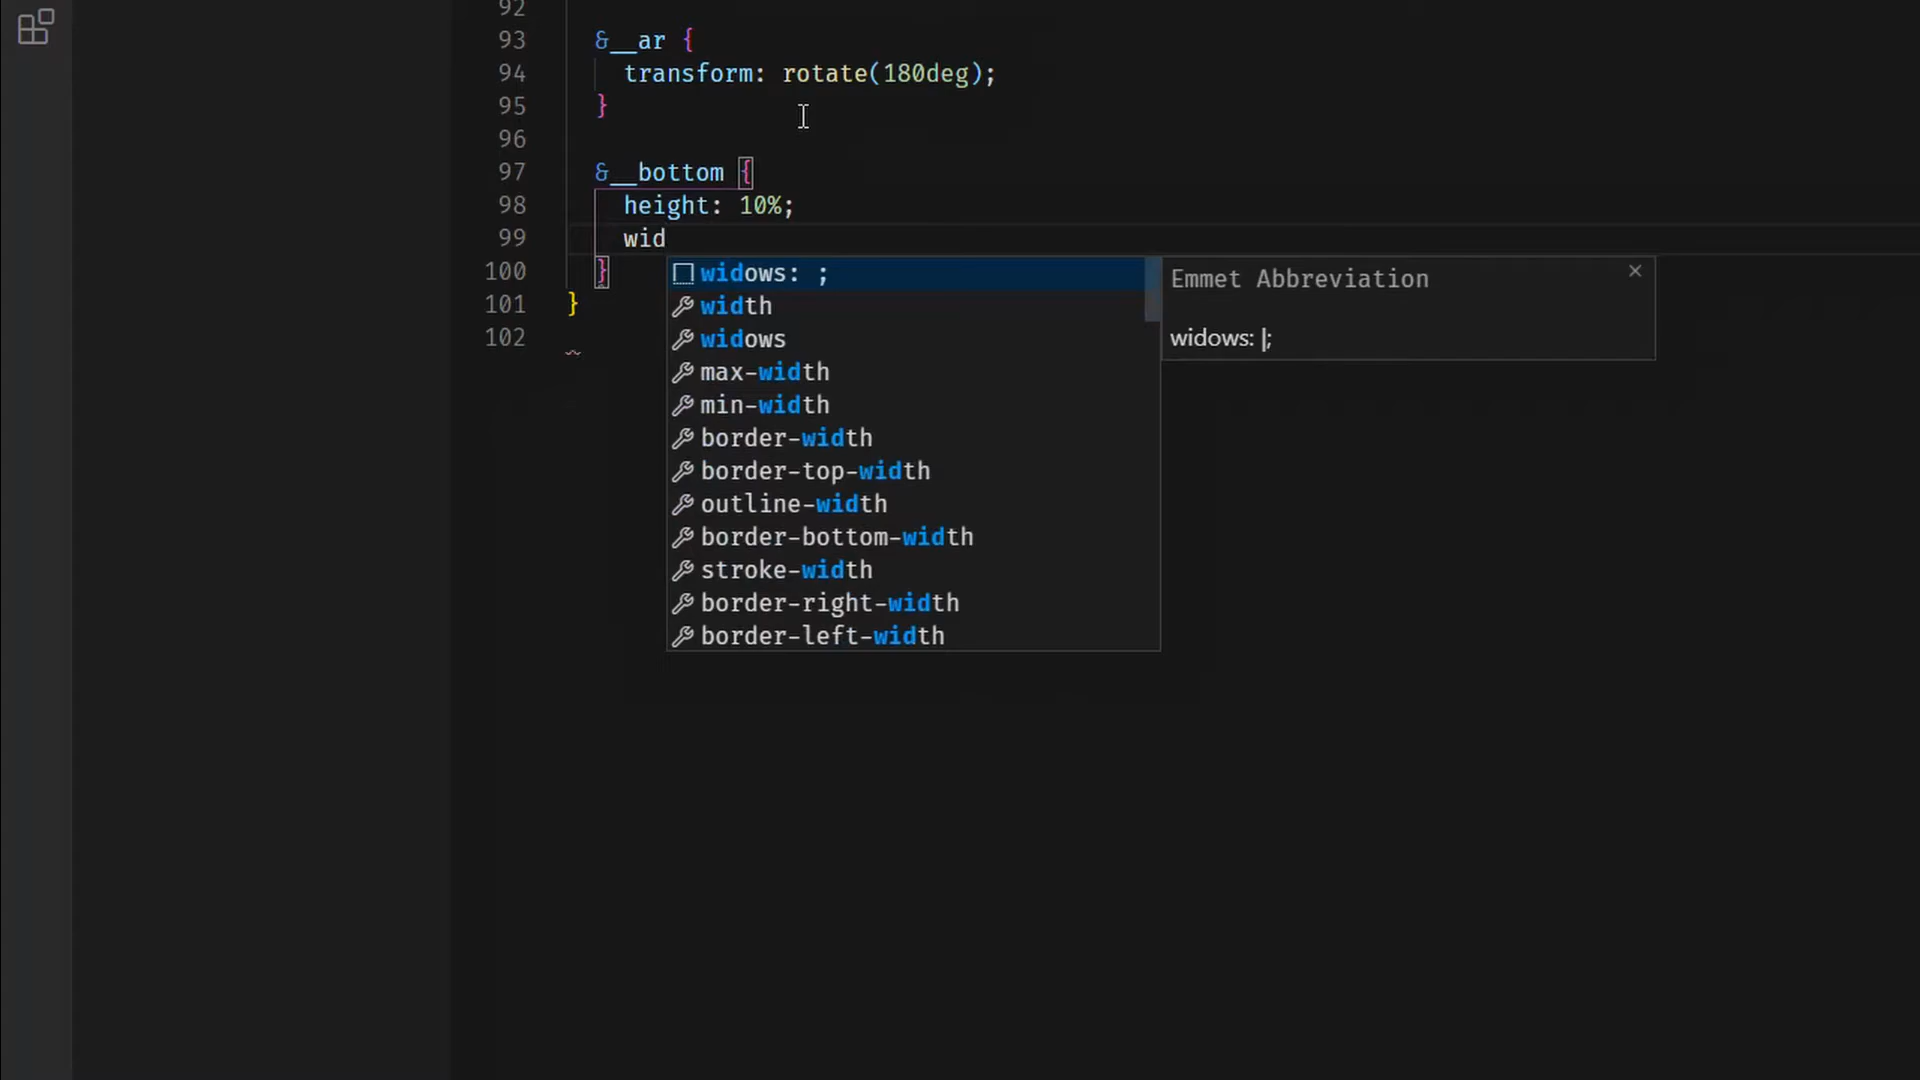 92
93 &__ar {
94 transform: rotate(180deg);
95 }
96
97 &__bottom {
98 height: 10%;
99 wid
100 }
101 }
102
widows: ;
width
widows
max-width
min-width
border-width
border-top-width
outline-width
border-bottom-width
stroke-width
border-right-width
border-left-width
Emmet Abbreviation
widows: |;